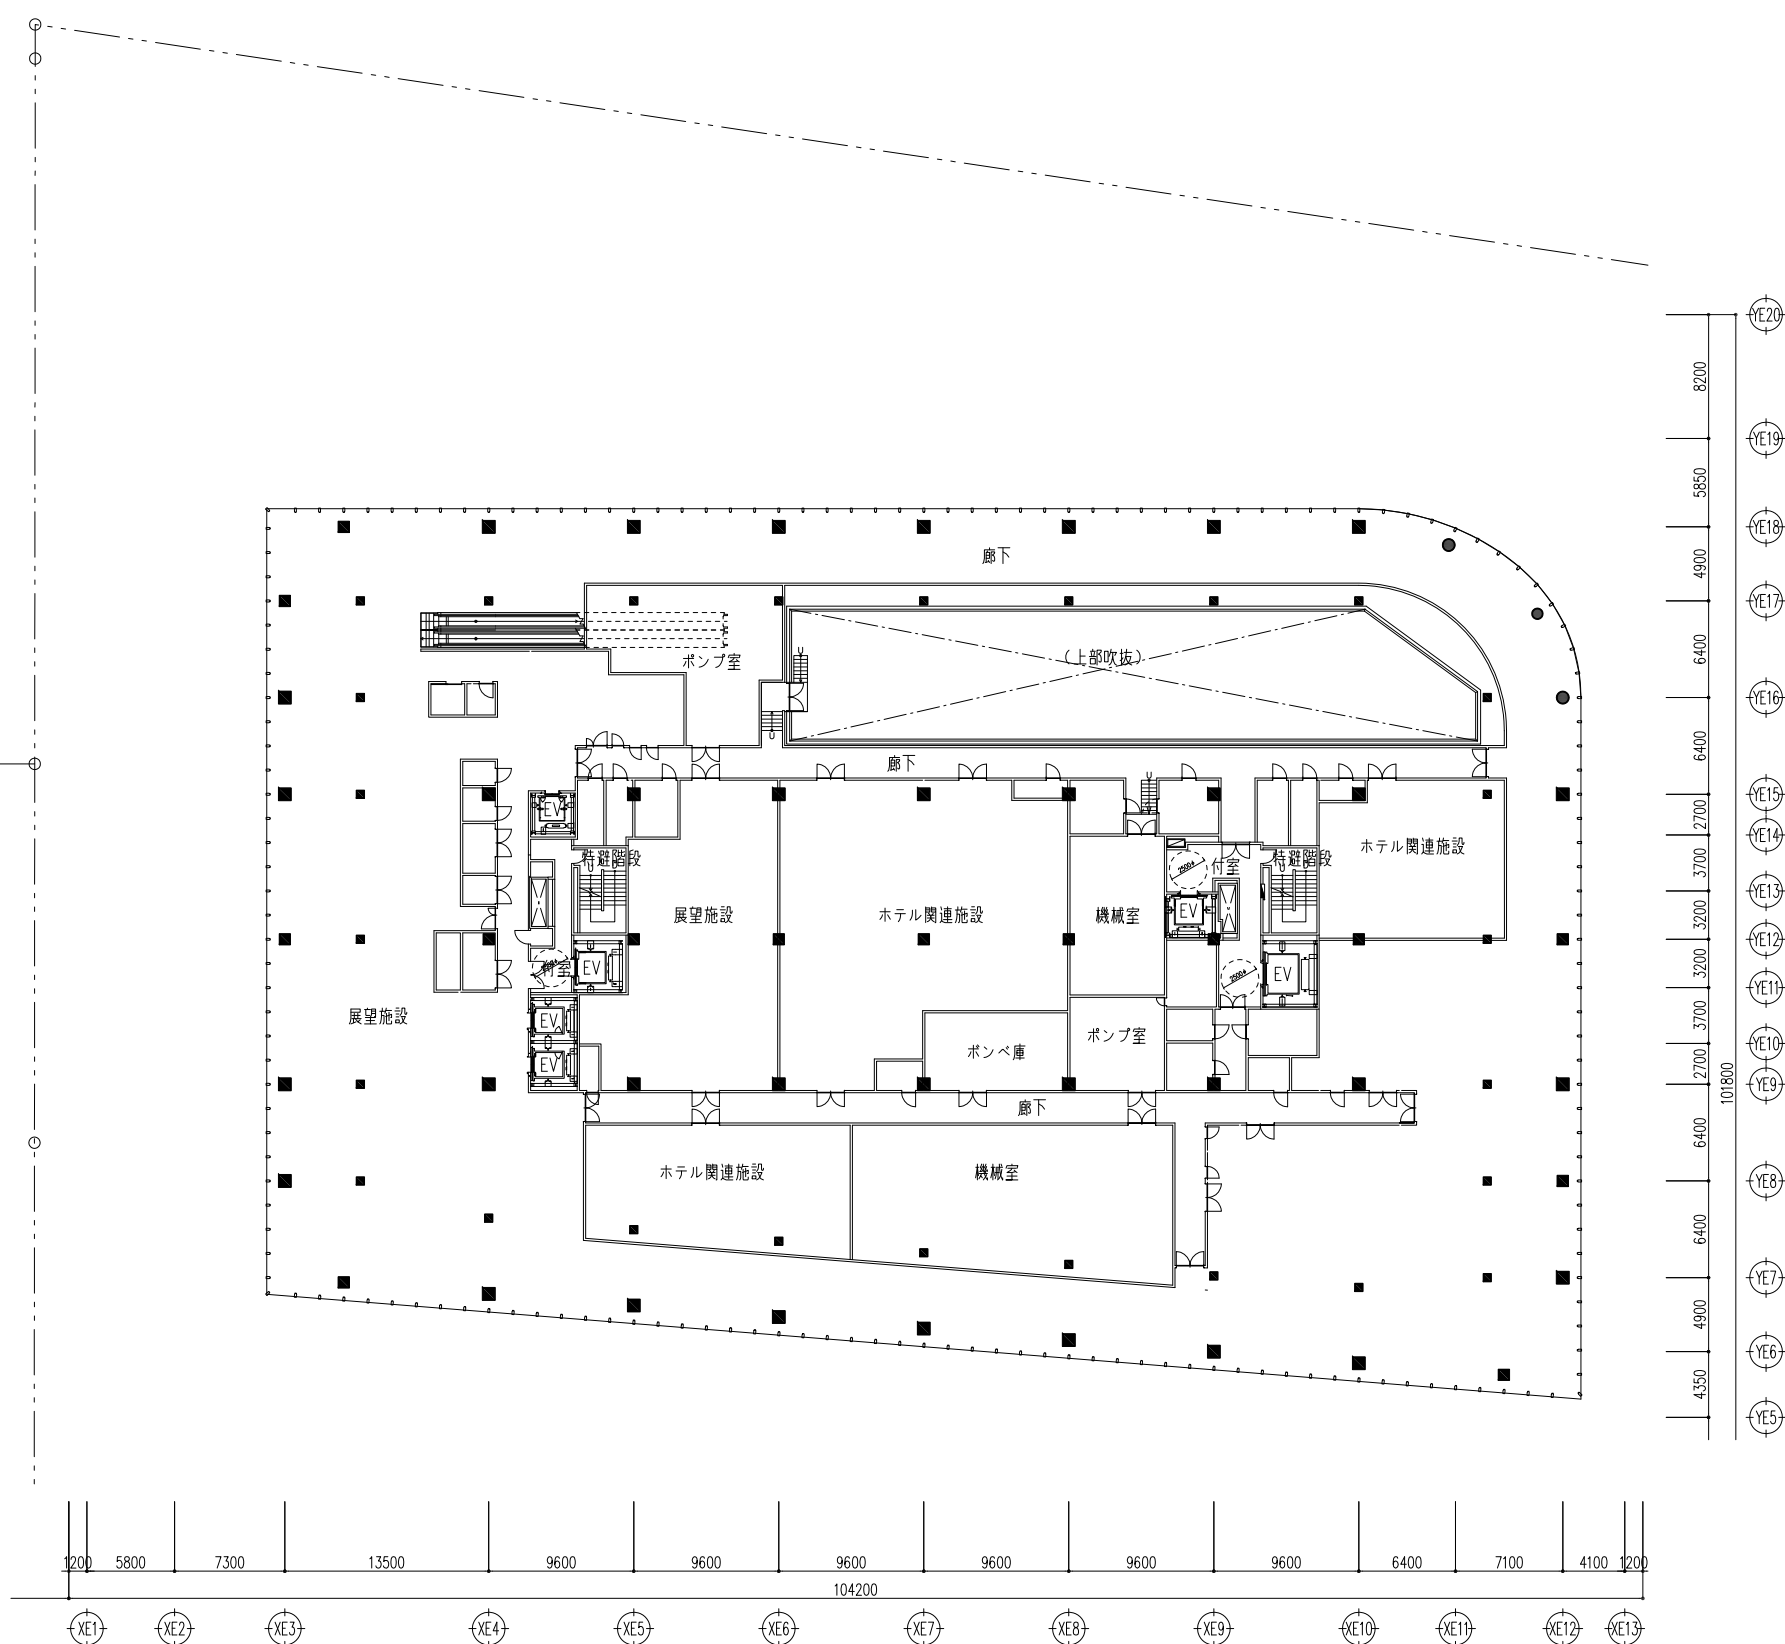 YE20
8200
YE19
5850
YE18
廊下
4900
YE17
6400
ポンプ室
(上部吹抜)
YE16
6400
廊下
YE15
EV
2700
YE14
ホテル関連施設
特避階段
付室
特避階段
2500φ
3700
YE13
展望施設
ホテル関連施設
機械室
EV
3200
YE12
付室
EV
2500φ
EV
3200
YE11
展望施設
EV
3700
ポンプ室
YE10
ボンベ庫
EV
2700
YE9
101800
廊下
6400
ホテル関連施設
機械室
YE8
6400
YE7
4900
YE6
4350
YE5
1200 5800 7300 13500 9600 9600 9600 9600 9600 9600 6400 7100 4100 1200
104200
XE1 XE2 XE3 XE4 XE5 XE6 XE7 XE8 XE9 XE10 XE11 XE12 XE13